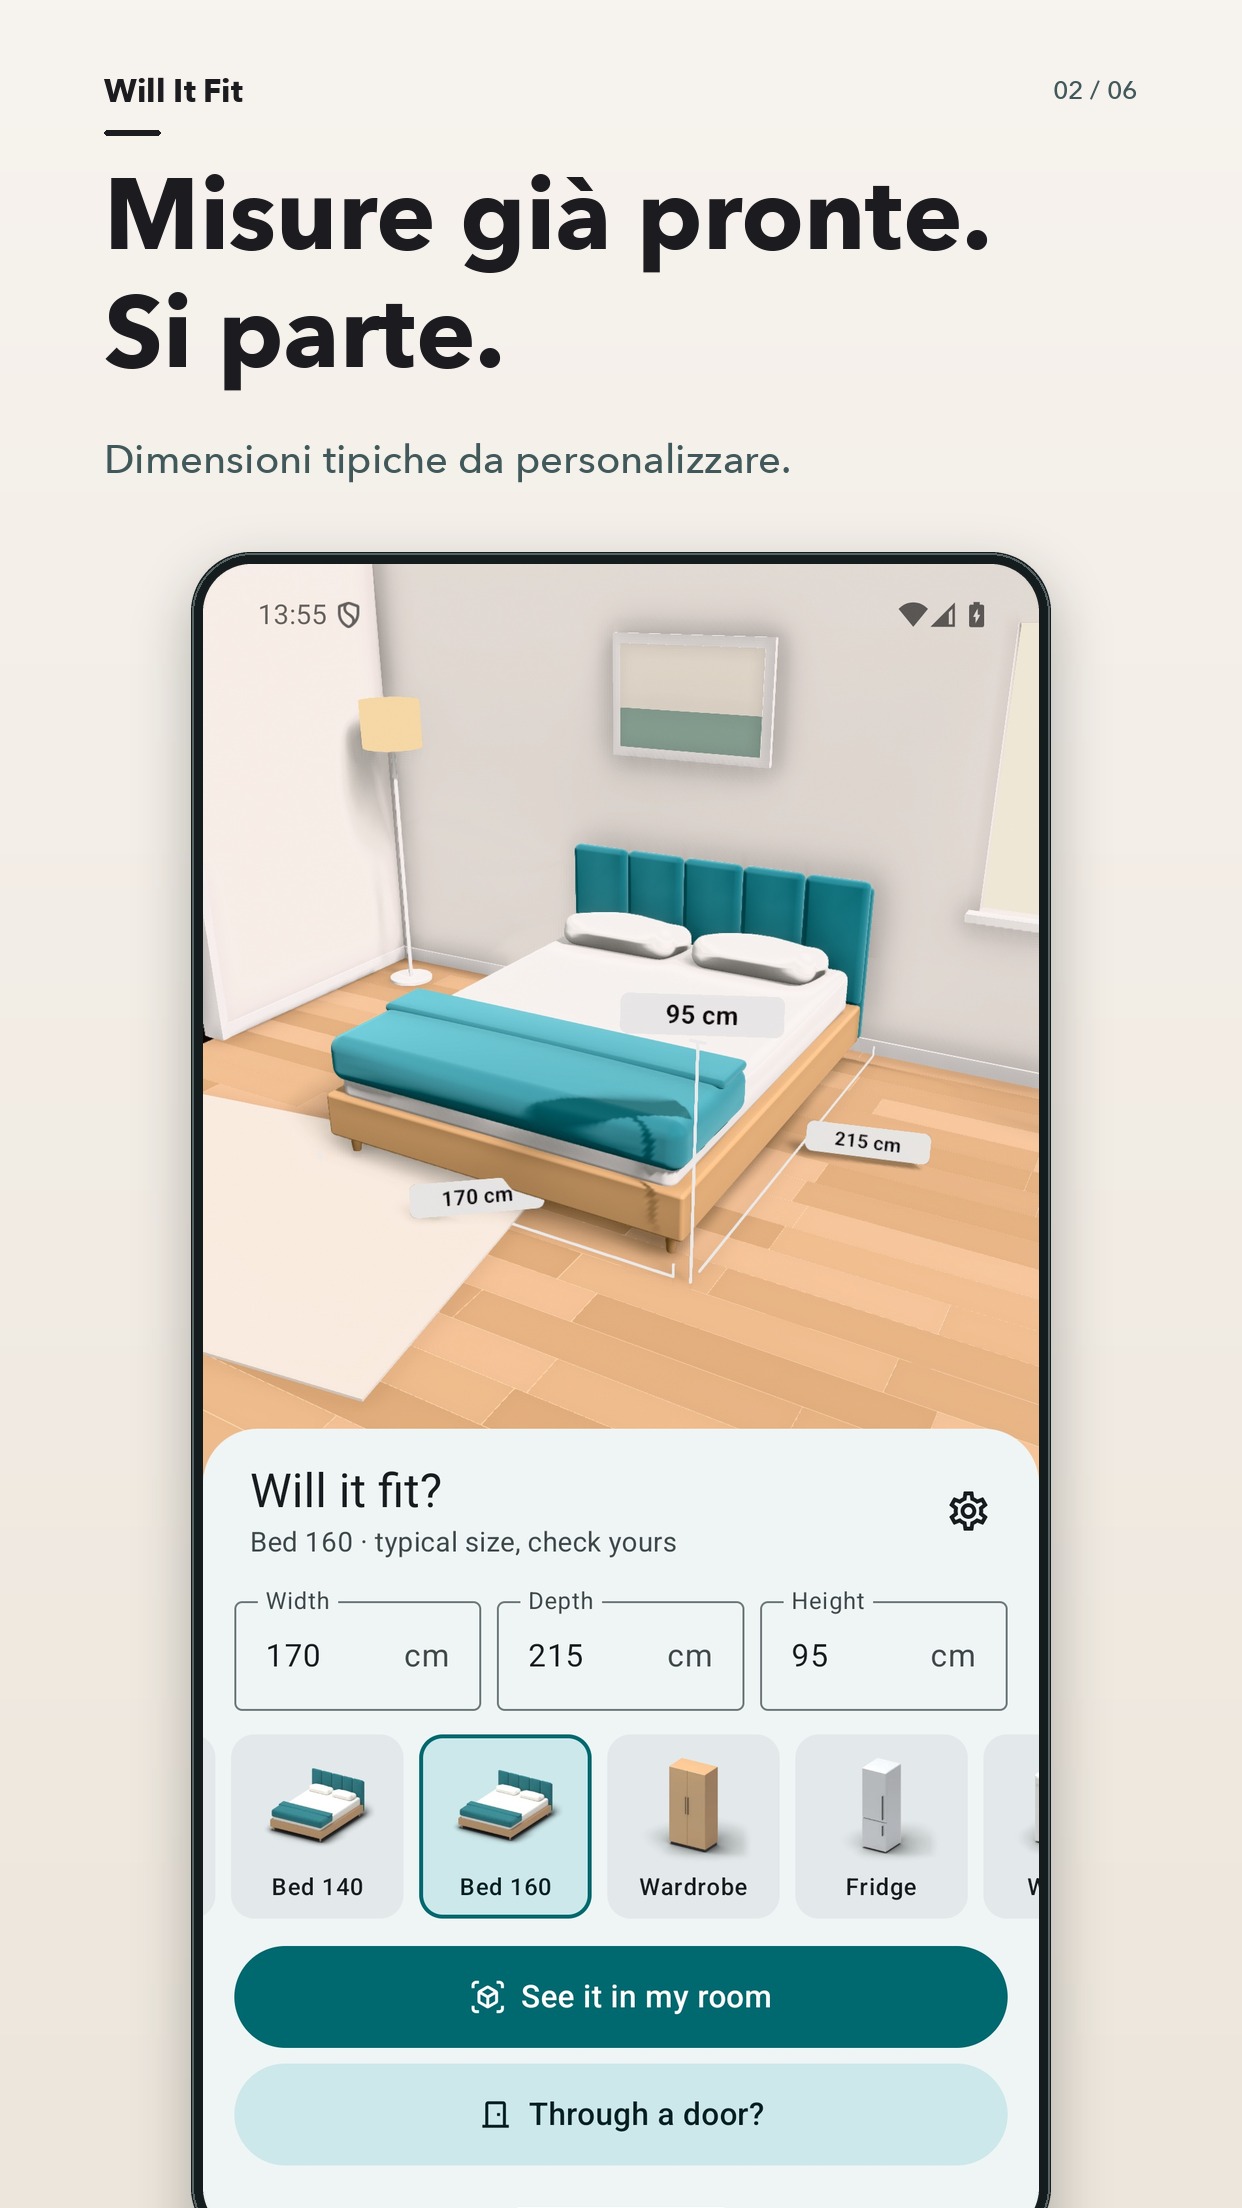 Will It Fit
02 / 06
Misure già pronte.
Si parte.
Dimensioni tipiche da personalizzare.
13:55
95 cm
215 cm
170 cm
Will it fit?
Bed 160 · typical size, check yours
Width
Depth
Height
170 cm
215 cm
95 cm
Bed 140
Bed 160
Wardrobe
Fridge
See it in my room
Through a door?